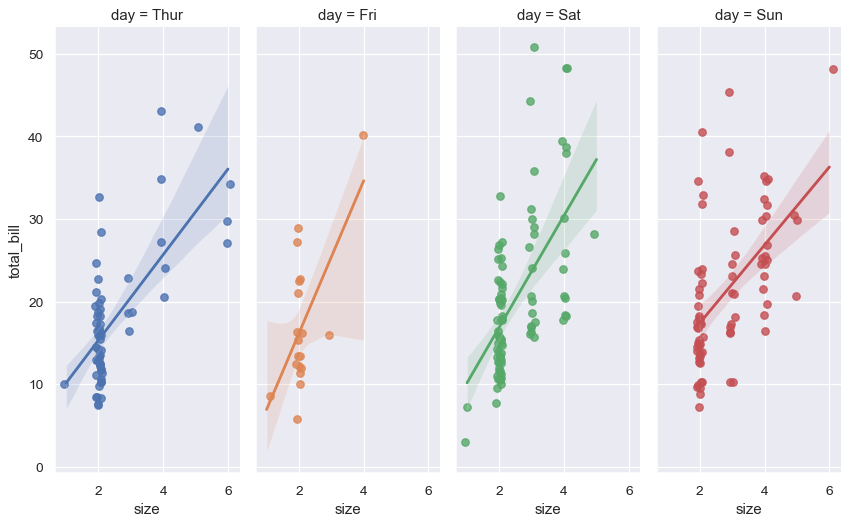 day = Thur
day = Fri
day = Sat
day = Sun
total_bill
50
40
30
20
10
0
2 4 6
2 4 6
2 4 6
2 4 6
size
size
size
size